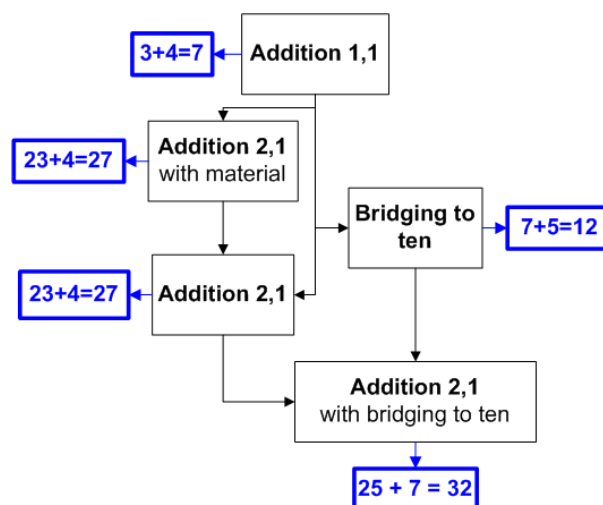 3+4=7
Addition 1,1
23+4=27
Addition 2,1
with material
Bridging to
ten
7+5=12
23+4=27
Addition 2,1
Addition 2,1
with bridging to ten
25 + 7 = 32